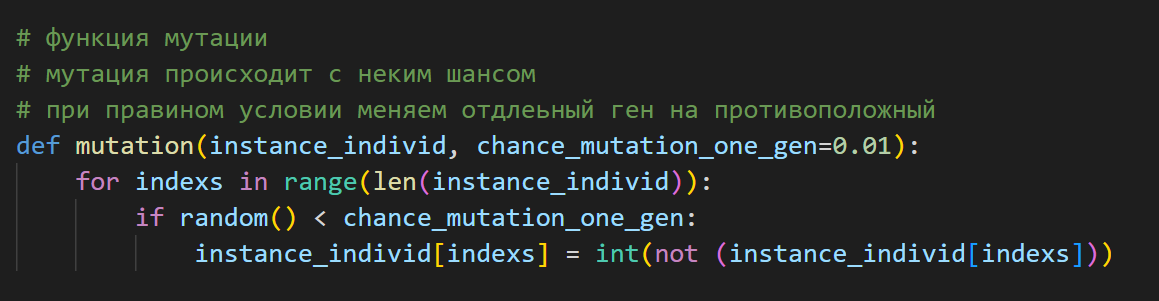 # функция мутации
# мутация происходит с неким шансом
# при правином условии меняем отдлеьный ген на противоположный
def mutation(instance_individ, chance_mutation_one_gen=0.01):
    for indexs in range(len(instance_individ)):
        if random() < chance_mutation_one_gen:
            instance_individ[indexs] = int(not (instance_individ[indexs]))